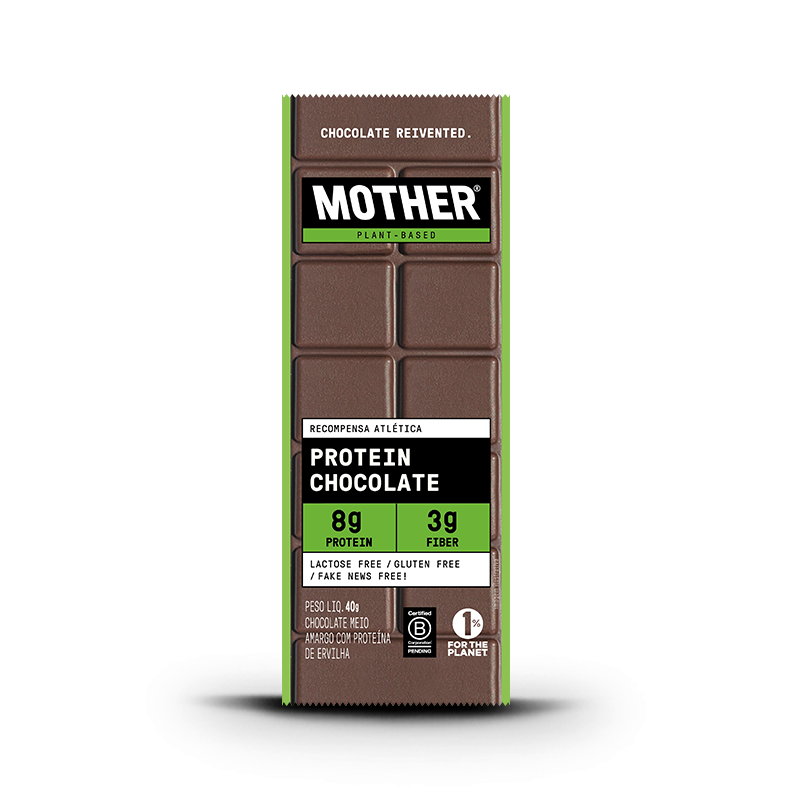 CHOCOLATE REIVENTED.
MOTHER®
PLANT-BASED
RECOMPENSA ATLÉTICA
PROTEIN
CHOCOLATE
8g
PROTEIN
3g
FIBER
LACTOSE FREE / GLUTEN FREE
/ FAKE NEWS FREE!
PESO LIQ. 40g
CHOCOLATE MEIO
AMARGO COM PROTEÍNA
DE ERVILHA
Certified
B
Corporation
PENDING
1%
FOR THE
PLANET